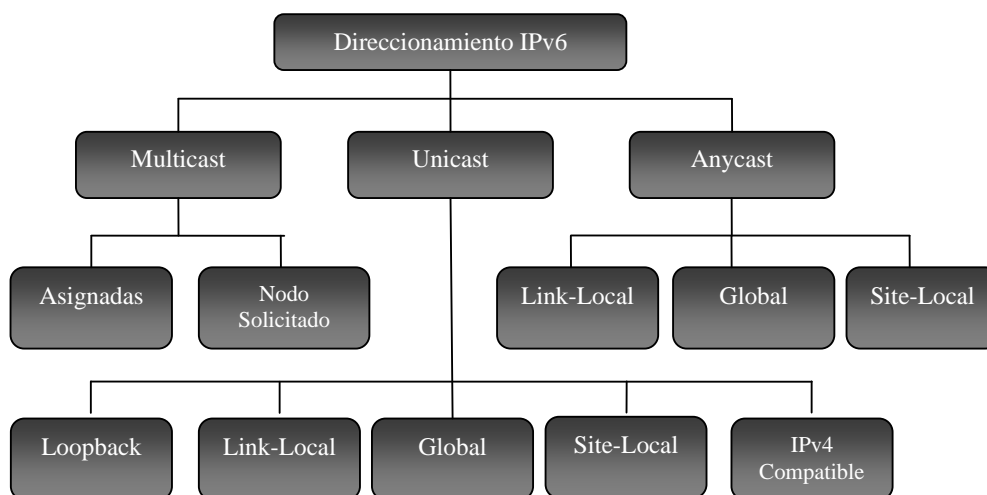 Direccionamiento IPv6
Multicast
Unicast
Anycast
Asignadas
Nodo
Solicitado
Link-Local
Global
Site-Local
Loopback
Link-Local
Global
Site-Local
IPv4
Compatible